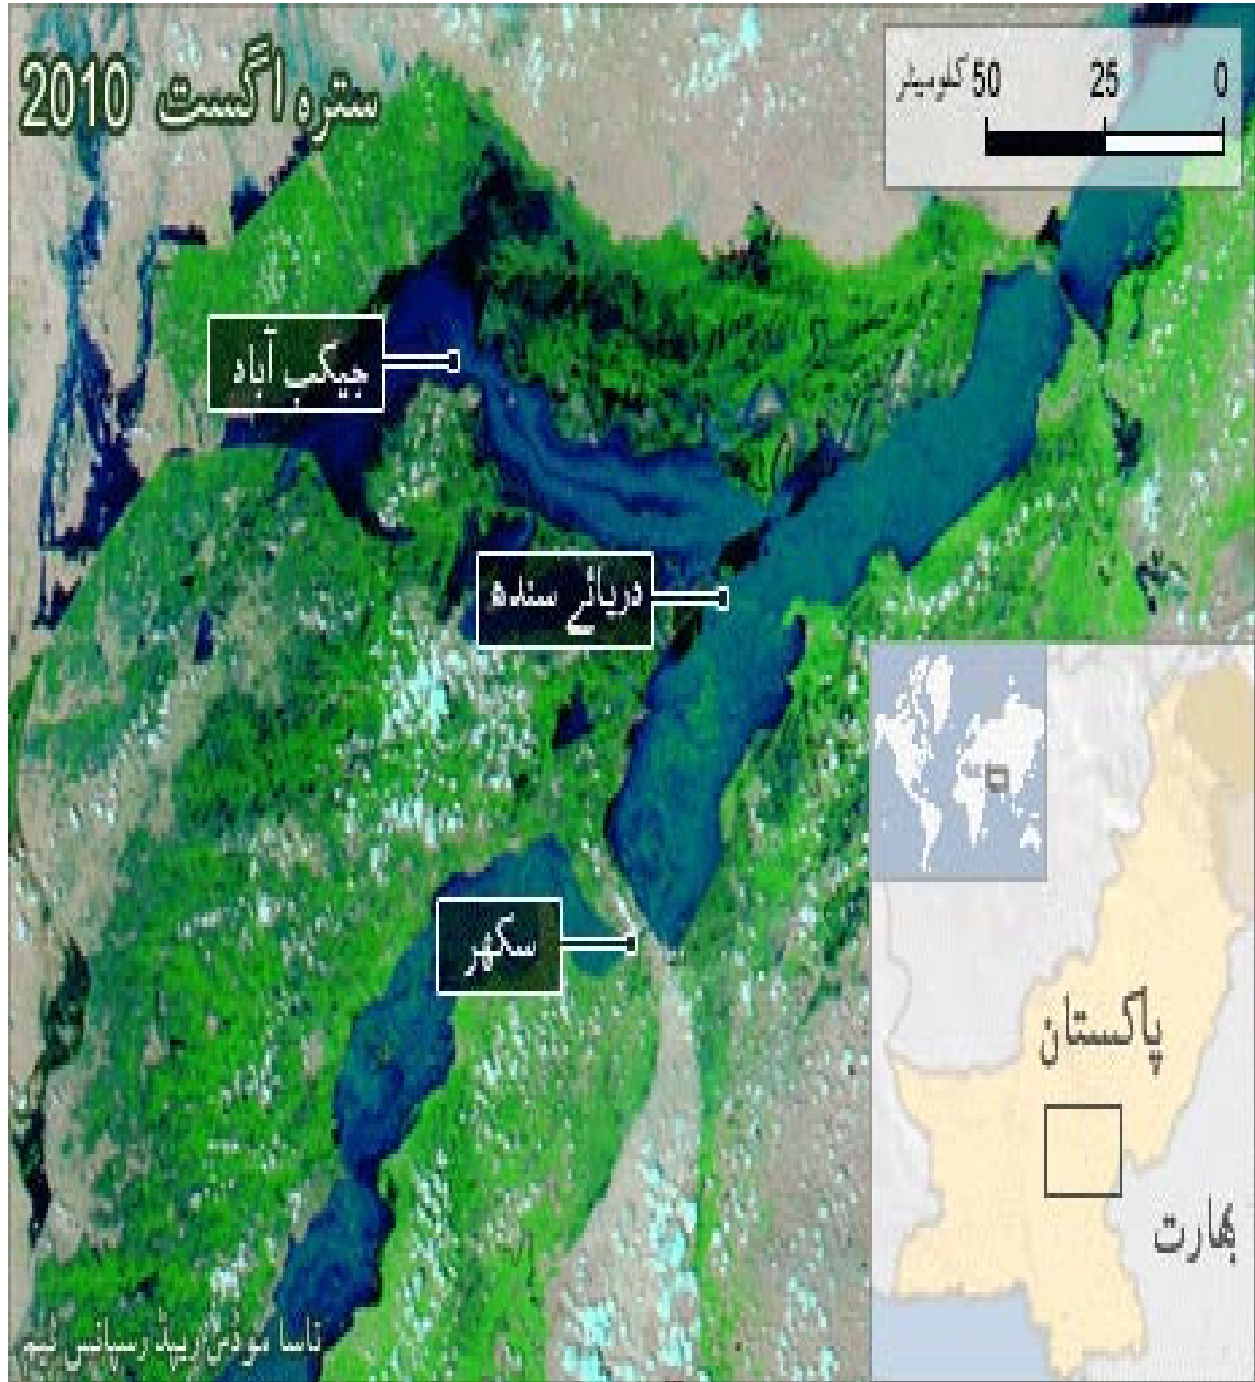 سترہ اگست 2010
50 کلومیٹر 25 0
جیکب آباد
دریائے سندھ
سکھر
پاکستان
بھارت
ناسا موڈس/ریپڈ رسپانس ٹیم